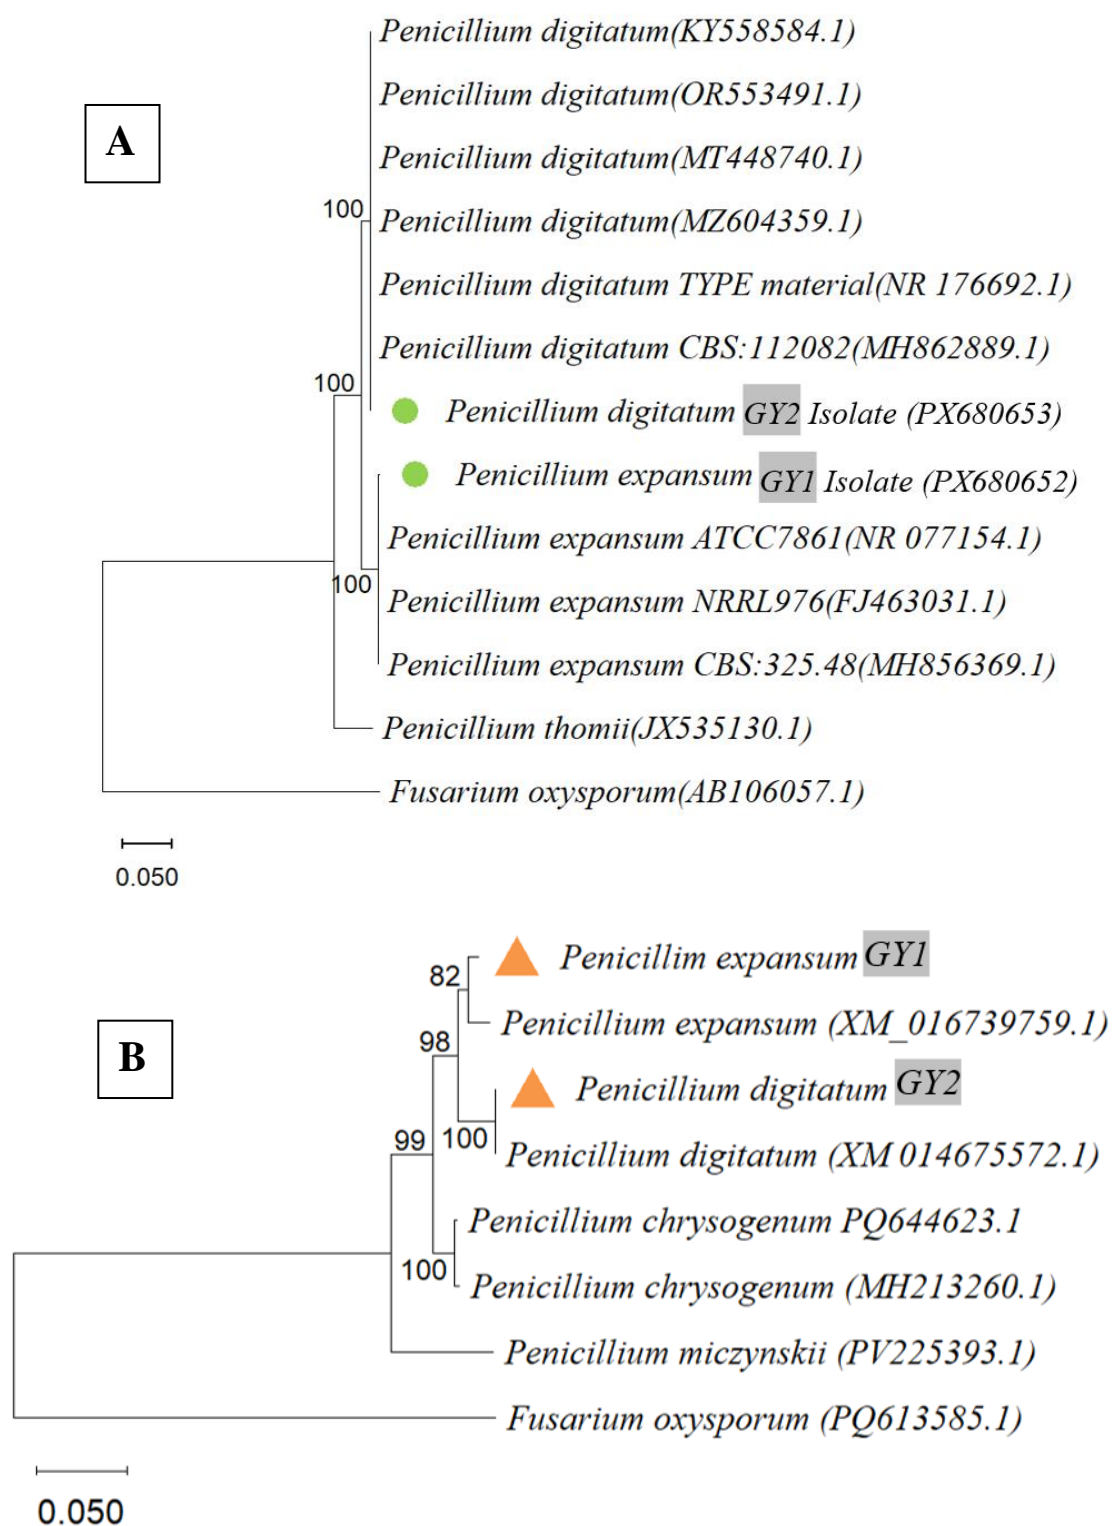 Penicillium digitatum(KY558584.1)
Penicillium digitatum(OR553491.1)
A
Penicillium digitatum(MT448740.1)
100
Penicillium digitatum(MZ604359.1)
Penicillium digitatum TYPE material(NR 176692.1)
Penicillium digitatum CBS:112082(MH862889.1)
100
Penicillium digitatum GY2 Isolate (PX680653)
Penicillium expansum GY1 Isolate (PX680652)
Penicillium expansum ATCC7861(NR 077154.1)
100
Penicillium expansum NRRL976(FJ463031.1)
Penicillium expansum CBS:325.48(MH856369.1)
Penicillium thomii(JX535130.1)
Fusarium oxysporum(AB106057.1)
0.050
Penicillim expansum GY1
82
Penicillium expansum (XM_016739759.1)
98
B
Penicillium digitatum GY2
99
100
Penicillium digitatum (XM 014675572.1)
Penicillium chrysogenum PQ644623.1
100
Penicillium chrysogenum (MH213260.1)
Penicillium miczynskii (PV225393.1)
Fusarium oxysporum (PQ613585.1)
0.050